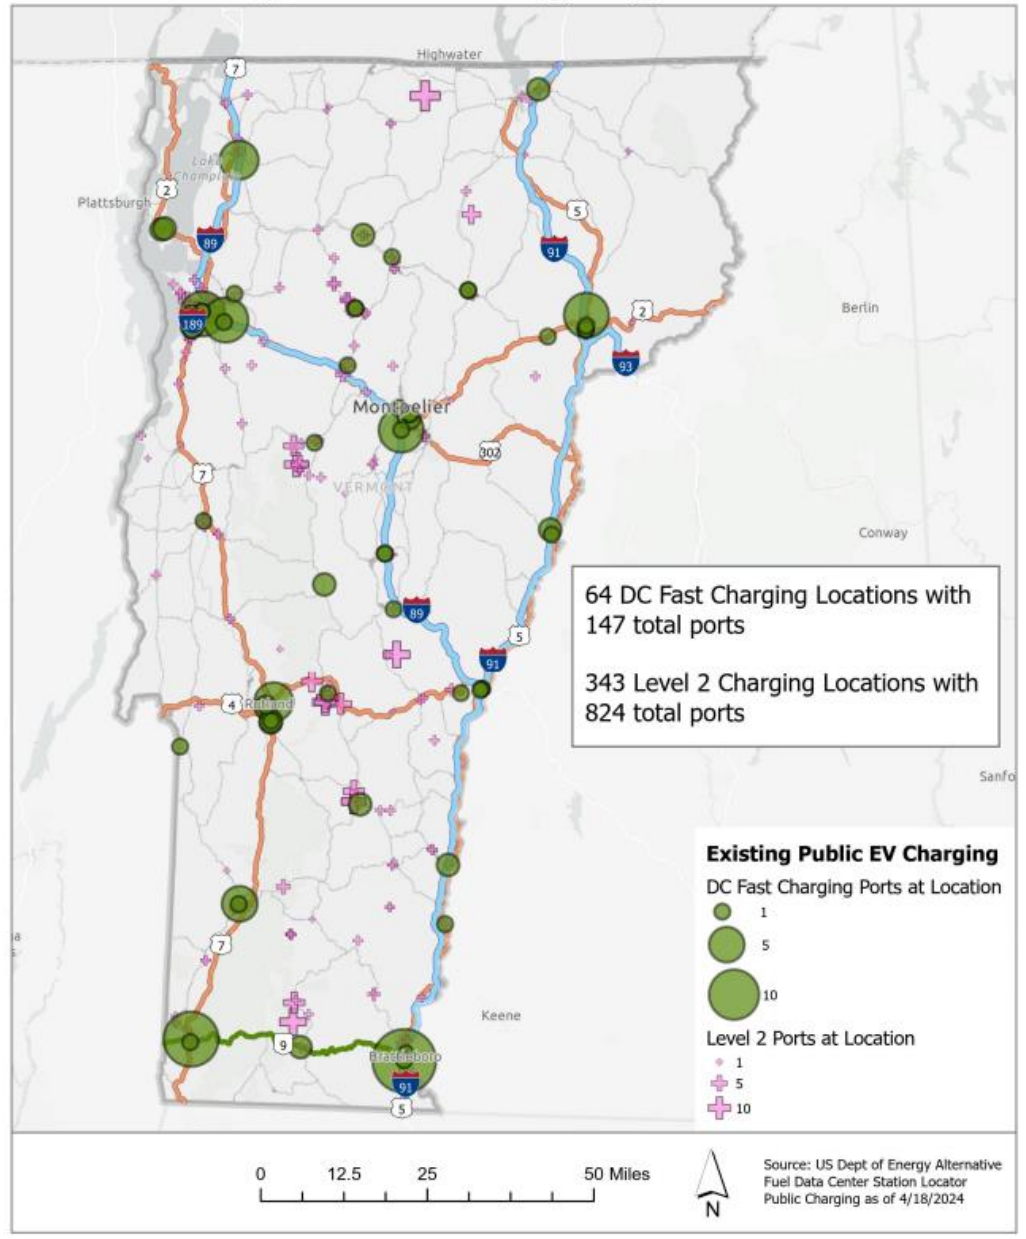 Highwater
7
Lake
Champlain
2
Plattsburgh
5
89
91
2
Berlin
189
93
Montpelier
302
7
VERMONT
Conway
64 DC Fast Charging Locations with
147 total ports
343 Level 2 Charging Locations with
824 total ports
89
5
91
4
Rutland
Sanfo
Existing Public EV Charging
DC Fast Charging Ports at Location
1
5
10
Level 2 Ports at Location
1
5
10
7
Keene
9
Brattleboro
91
5
0 12.5 25 50 Miles
N
Source: US Dept of Energy Alternative
Fuel Data Center Station Locator
Public Charging as of 4/18/2024